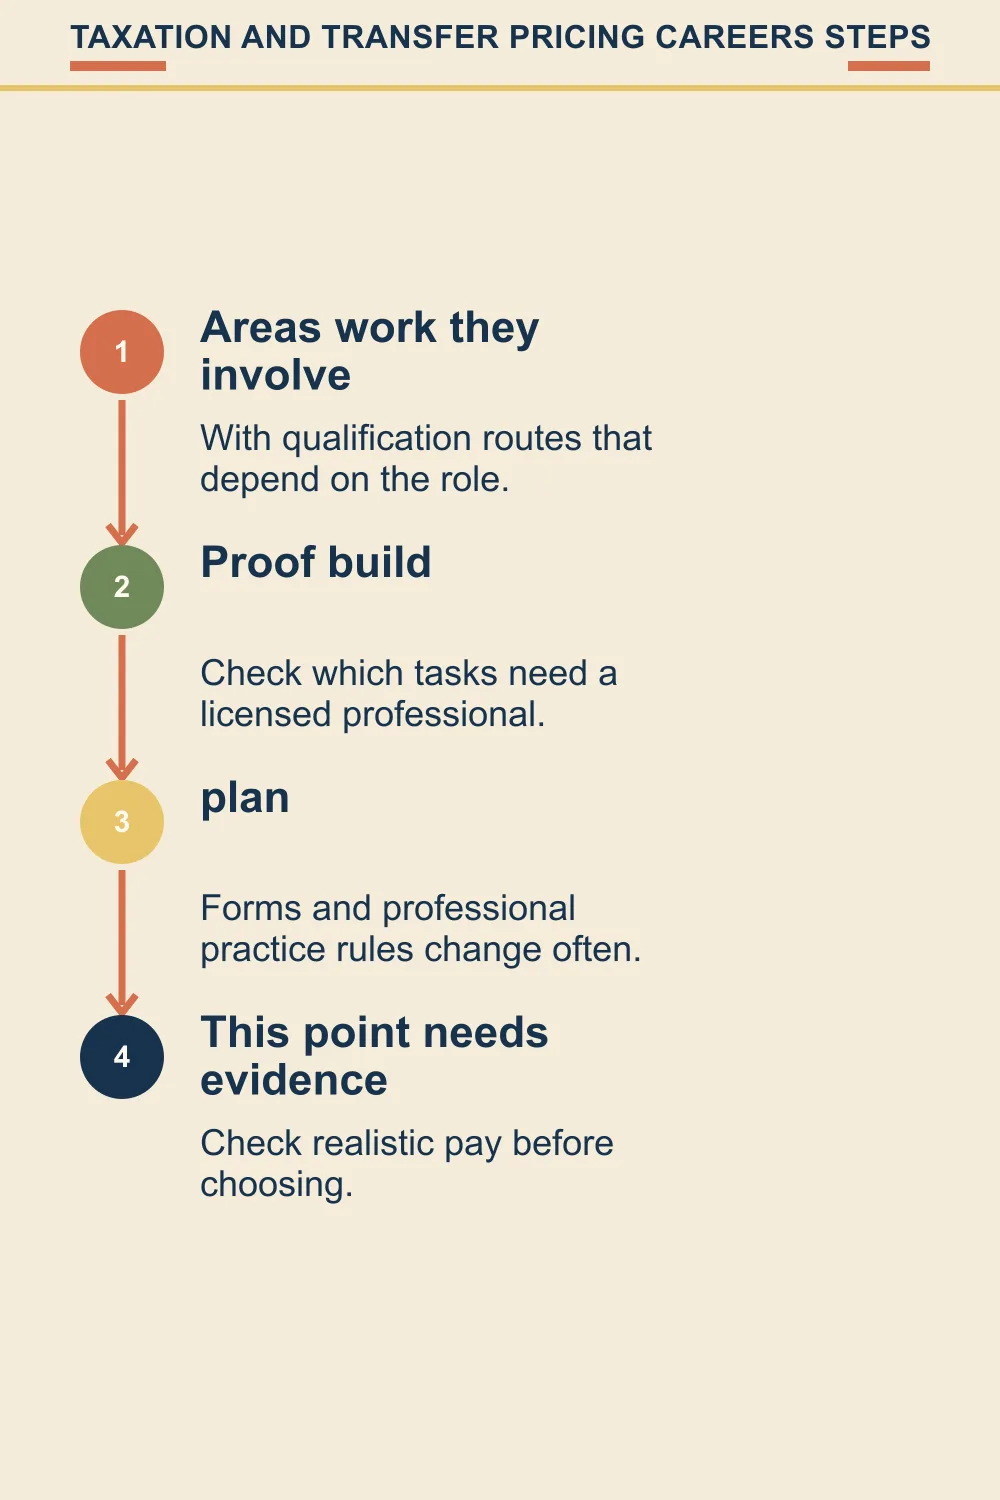 TAXATION AND TRANSFER PRICING CAREERS STEPS
1
Areas work they
involve
With qualification routes that
depend on the role.
2
Proof build
Check which tasks need a
licensed professional.
3
plan
Forms and professional
practice rules change often.
4
This point needs
evidence
Check realistic pay before
choosing.